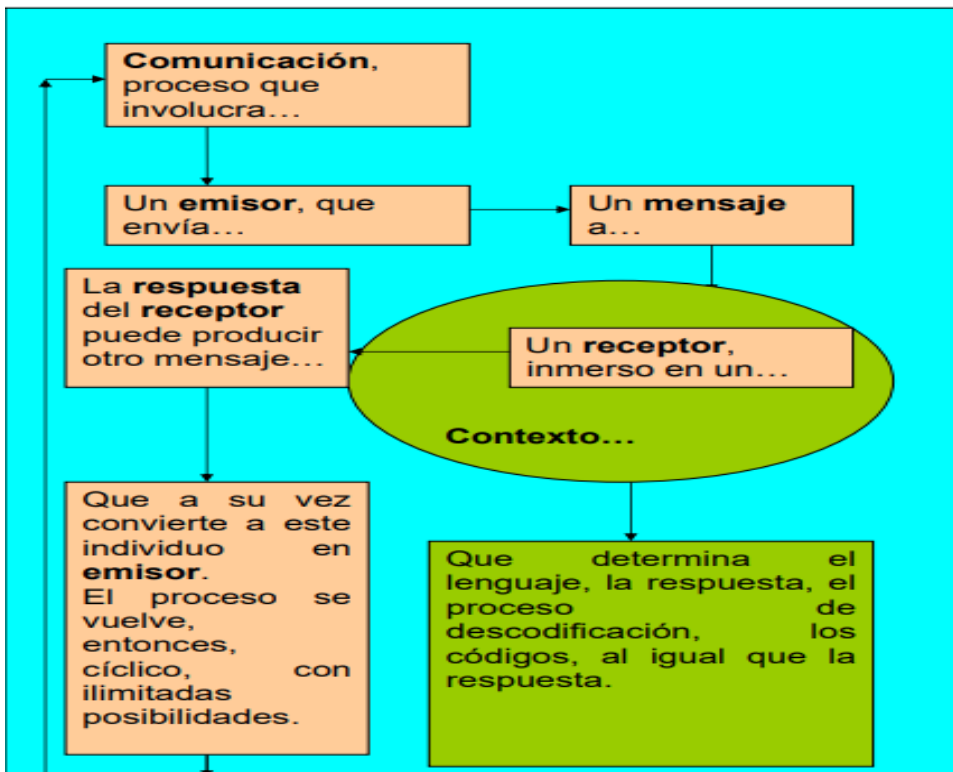 Comunicación,
proceso que
involucra…
Un emisor, que
envía…
Un mensaje
a…
La respuesta
del receptor
puede producir
otro mensaje…
Un receptor,
inmerso en un…
Contexto…
Que a su vez
convierte a este
individuo en
emisor.
El proceso se
vuelve,
entonces,
cíclico, con
ilimitadas
posibilidades.
Que determina el
lenguaje, la respuesta, el
proceso de
descodificación, los
códigos, al igual que la
respuesta.